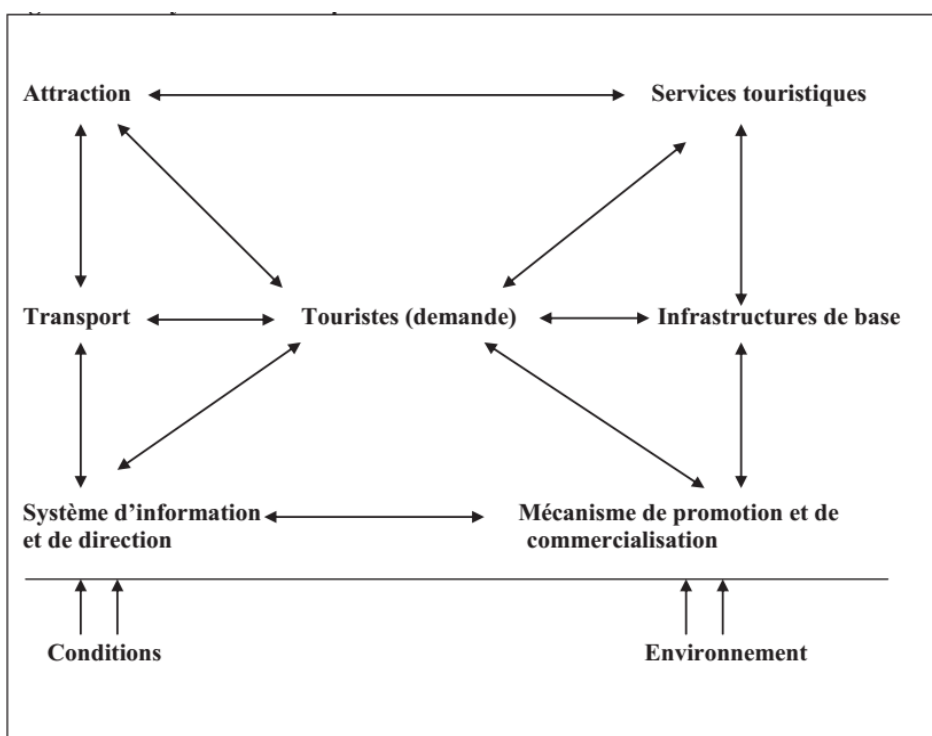 Attraction
Services touristiques
Transport
Touristes (demande)
Infrastructures de base
Système d’information
et de direction
Mécanisme de promotion et de
commercialisation
Conditions
Environnement